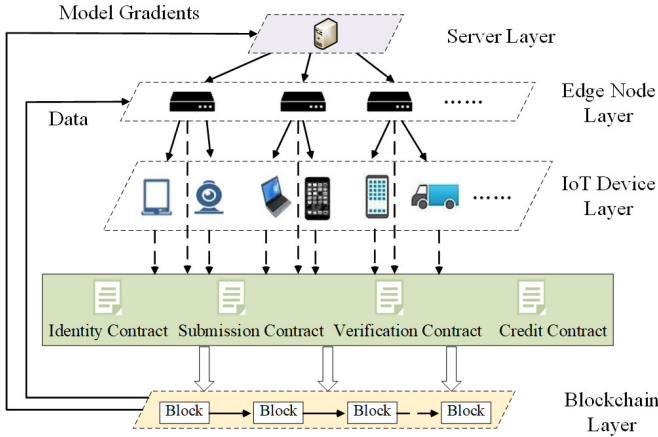 Model Gradients
Server Layer
Edge Node
Layer
Data
IoT Device
Layer
Identity Contract Submission Contract Verification Contract Credit Contract
Block Block Block Block
Blockchain
Layer